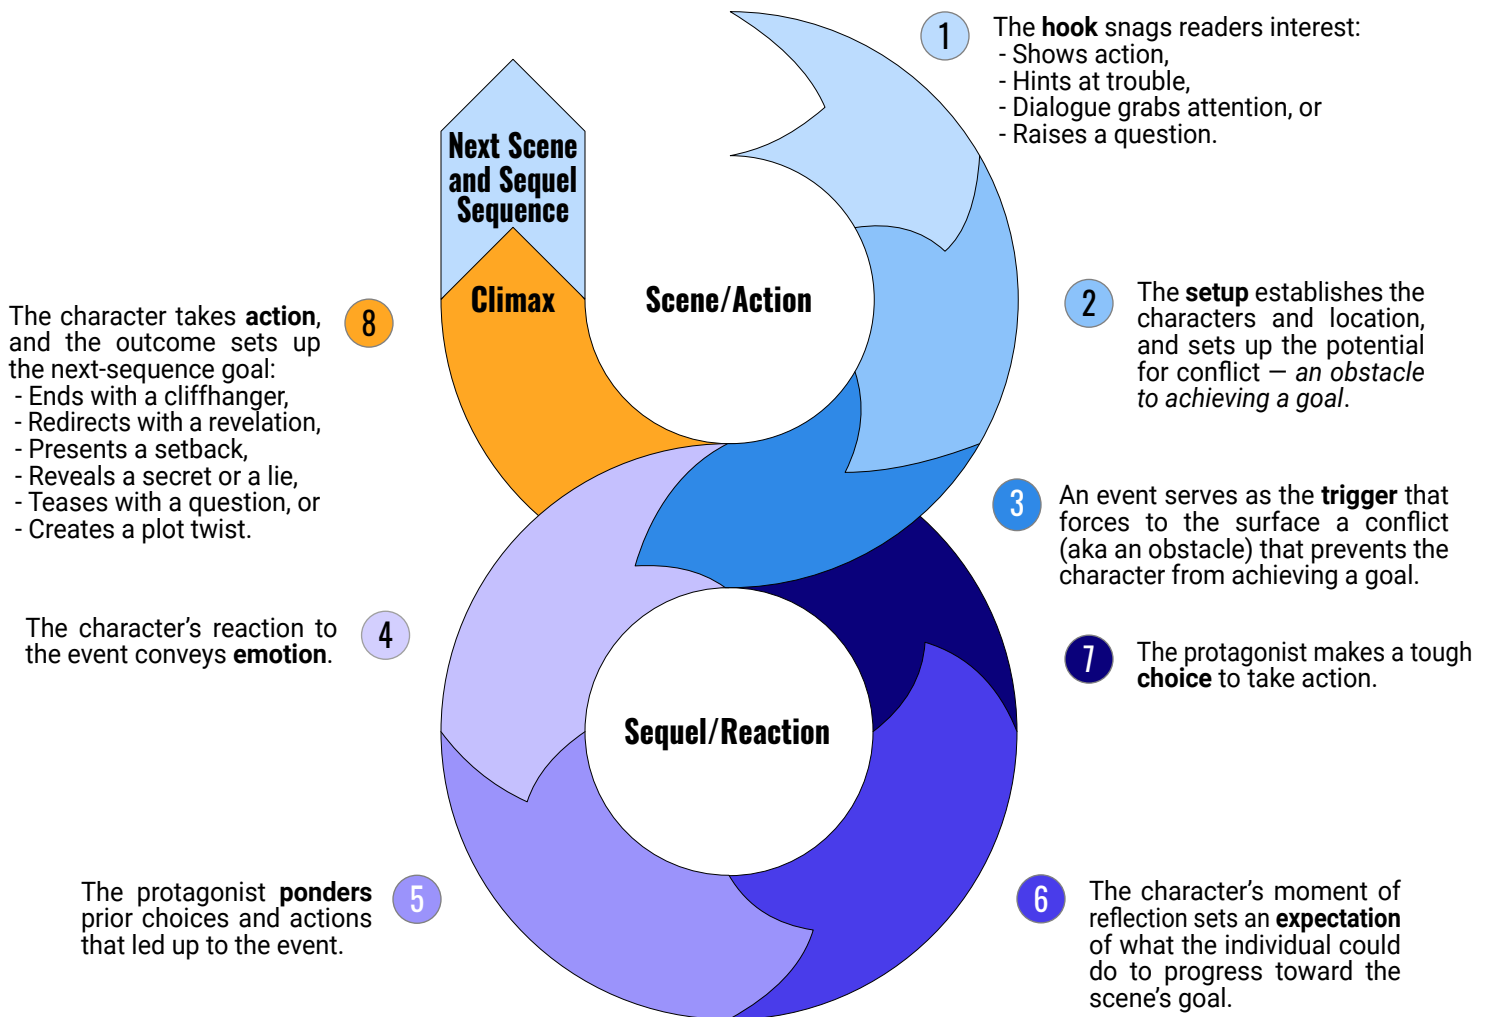 1
The hook snags readers interest:
- Shows action,
- Hints at trouble,
- Dialogue grabs attention, or
- Raises a question.
Next Scene
and Sequel
Sequence
Climax
Scene/Action
2
The setup establishes the
characters and location,
and sets up the potential
for conflict — an obstacle
to achieving a goal.
8
The character takes action,
and the outcome sets up
the next-sequence goal:
- Ends with a cliffhanger,
- Redirects with a revelation,
- Presents a setback,
- Reveals a secret or a lie,
- Teases with a question, or
- Creates a plot twist.
3
An event serves as the trigger that
forces to the surface a conflict
(aka an obstacle) that prevents the
character from achieving a goal.
4
The character’s reaction to
the event conveys emotion.
7
The protagonist makes a tough
choice to take action.
Sequel/Reaction
5
The protagonist ponders
prior choices and actions
that led up to the event.
6
The character’s moment of
reflection sets an expectation
of what the individual could
do to progress toward the
scene’s goal.